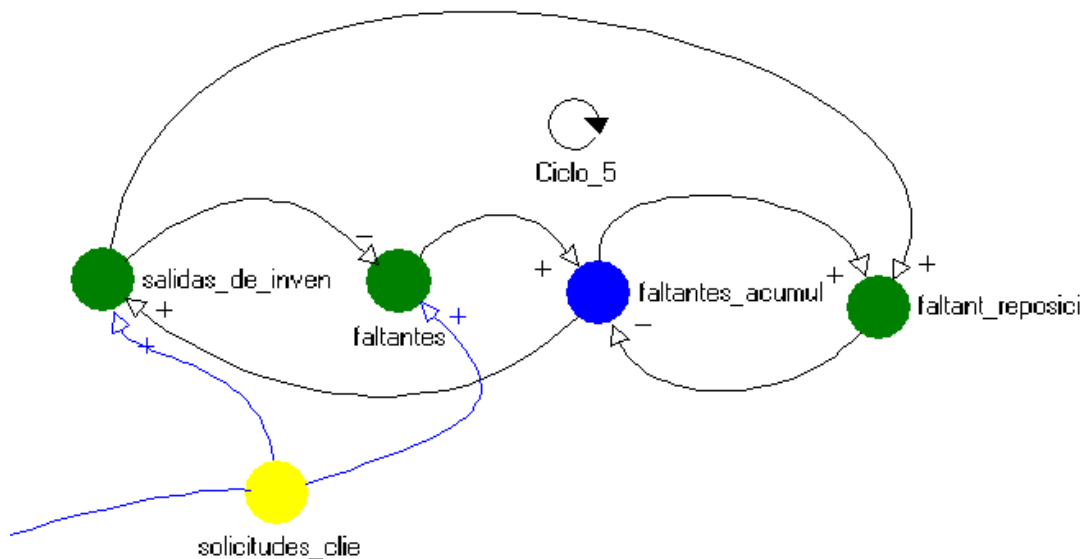 Ciclo_5
salidas_de_inven
faltantes
faltantes_acumul
faltant_reposici
solicitudes_clie
+
+
+
+
+
+
+
−
−